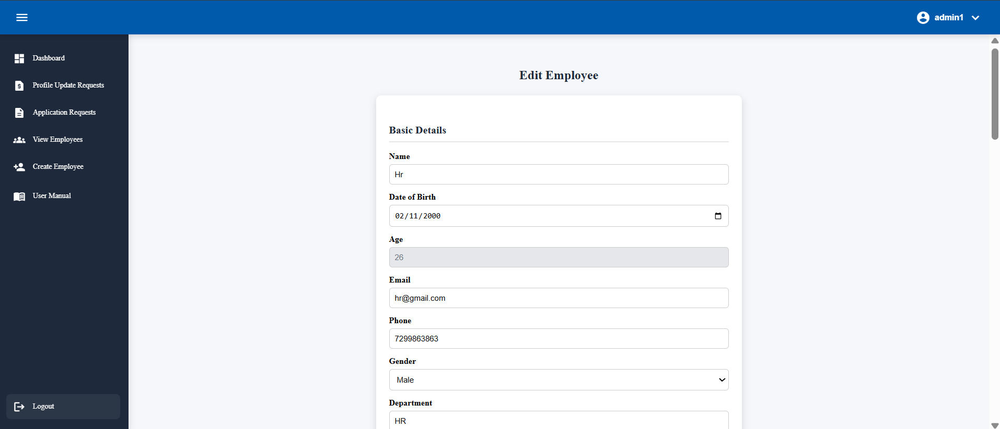 admin1
Dashboard
Profile Update Requests
Application Requests
View Employees
Create Employee
User Manual
Logout
Edit Employee
Basic Details
Name
Hr
Date of Birth
02/11/2000
Age
26
Email
hr@gmail.com
Phone
7299863863
Gender
Male
Department
HR